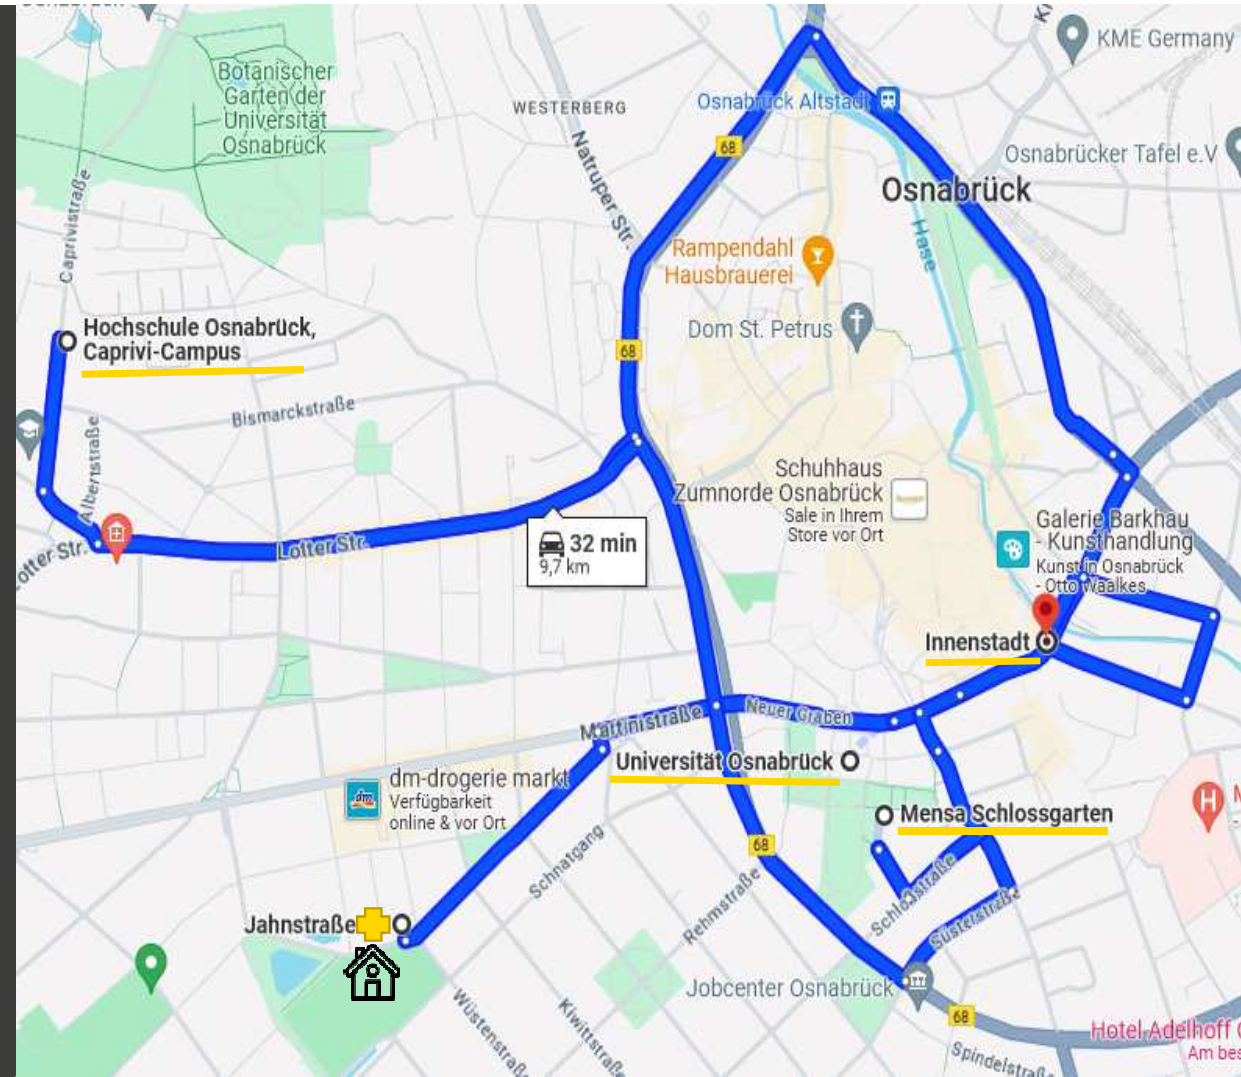 KME Germany
Botanischer
Garten der
Universität
Osnabrück
WESTERBERG
Osnabrück Altstadt
68
Natruper Str.
Osnabrücker Tafel e.V
Osnabrück
Caprivistraße
Hase
Rampendahl
Hausbrauerei
Dom St. Petrus
Hochschule Osnabrück,
Caprivi-Campus
68
Bismarckstraße
Albertstraße
Schuhhaus
Zumnorde Osnabrück
Sale in Ihrem
Store vor Ort
Galerie Barkhau
- Kunsthandlung
Kunst in Osnabrück
- Otto Waalkes
Lotter Str.
Lotter Str.
32 min
9,7 km
Innenstadt
Martinistraße
Neuer Graben
Universität Osnabrück
dm
dm-drogerie markt
Verfügbarkeit
online & vor Ort
H
Mensa Schlossgarten
68
Schnatgang
Rehmstraße
Schloßstraße
Süsterstraße
Jahnstraße
Jobcenter Osnabrück
Wüstenstraße
Kiwittstraße
68
Hotel Adelhoff
Am bes
Spindelstraße